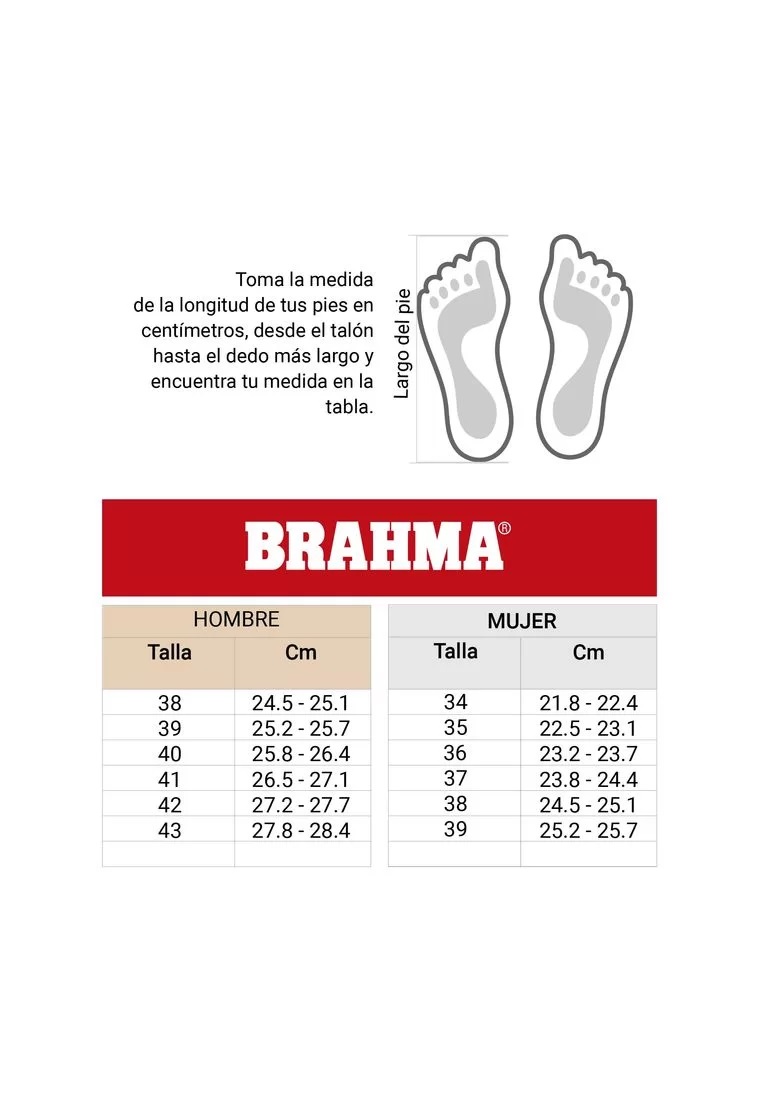 Toma la medida
de la longitud de tus pies en
centímetros, desde el talón
hasta el dedo más largo y
encuentra tu medida en la
tabla.
Largo del pie
BRAHMA®
HOMBRE
Talla Cm
38 24.5 - 25.1
39 25.2 - 25.7
40 25.8 - 26.4
41 26.5 - 27.1
42 27.2 - 27.7
43 27.8 - 28.4
MUJER
Talla Cm
34 21.8 - 22.4
35 22.5 - 23.1
36 23.2 - 23.7
37 23.8 - 24.4
38 24.5 - 25.1
39 25.2 - 25.7